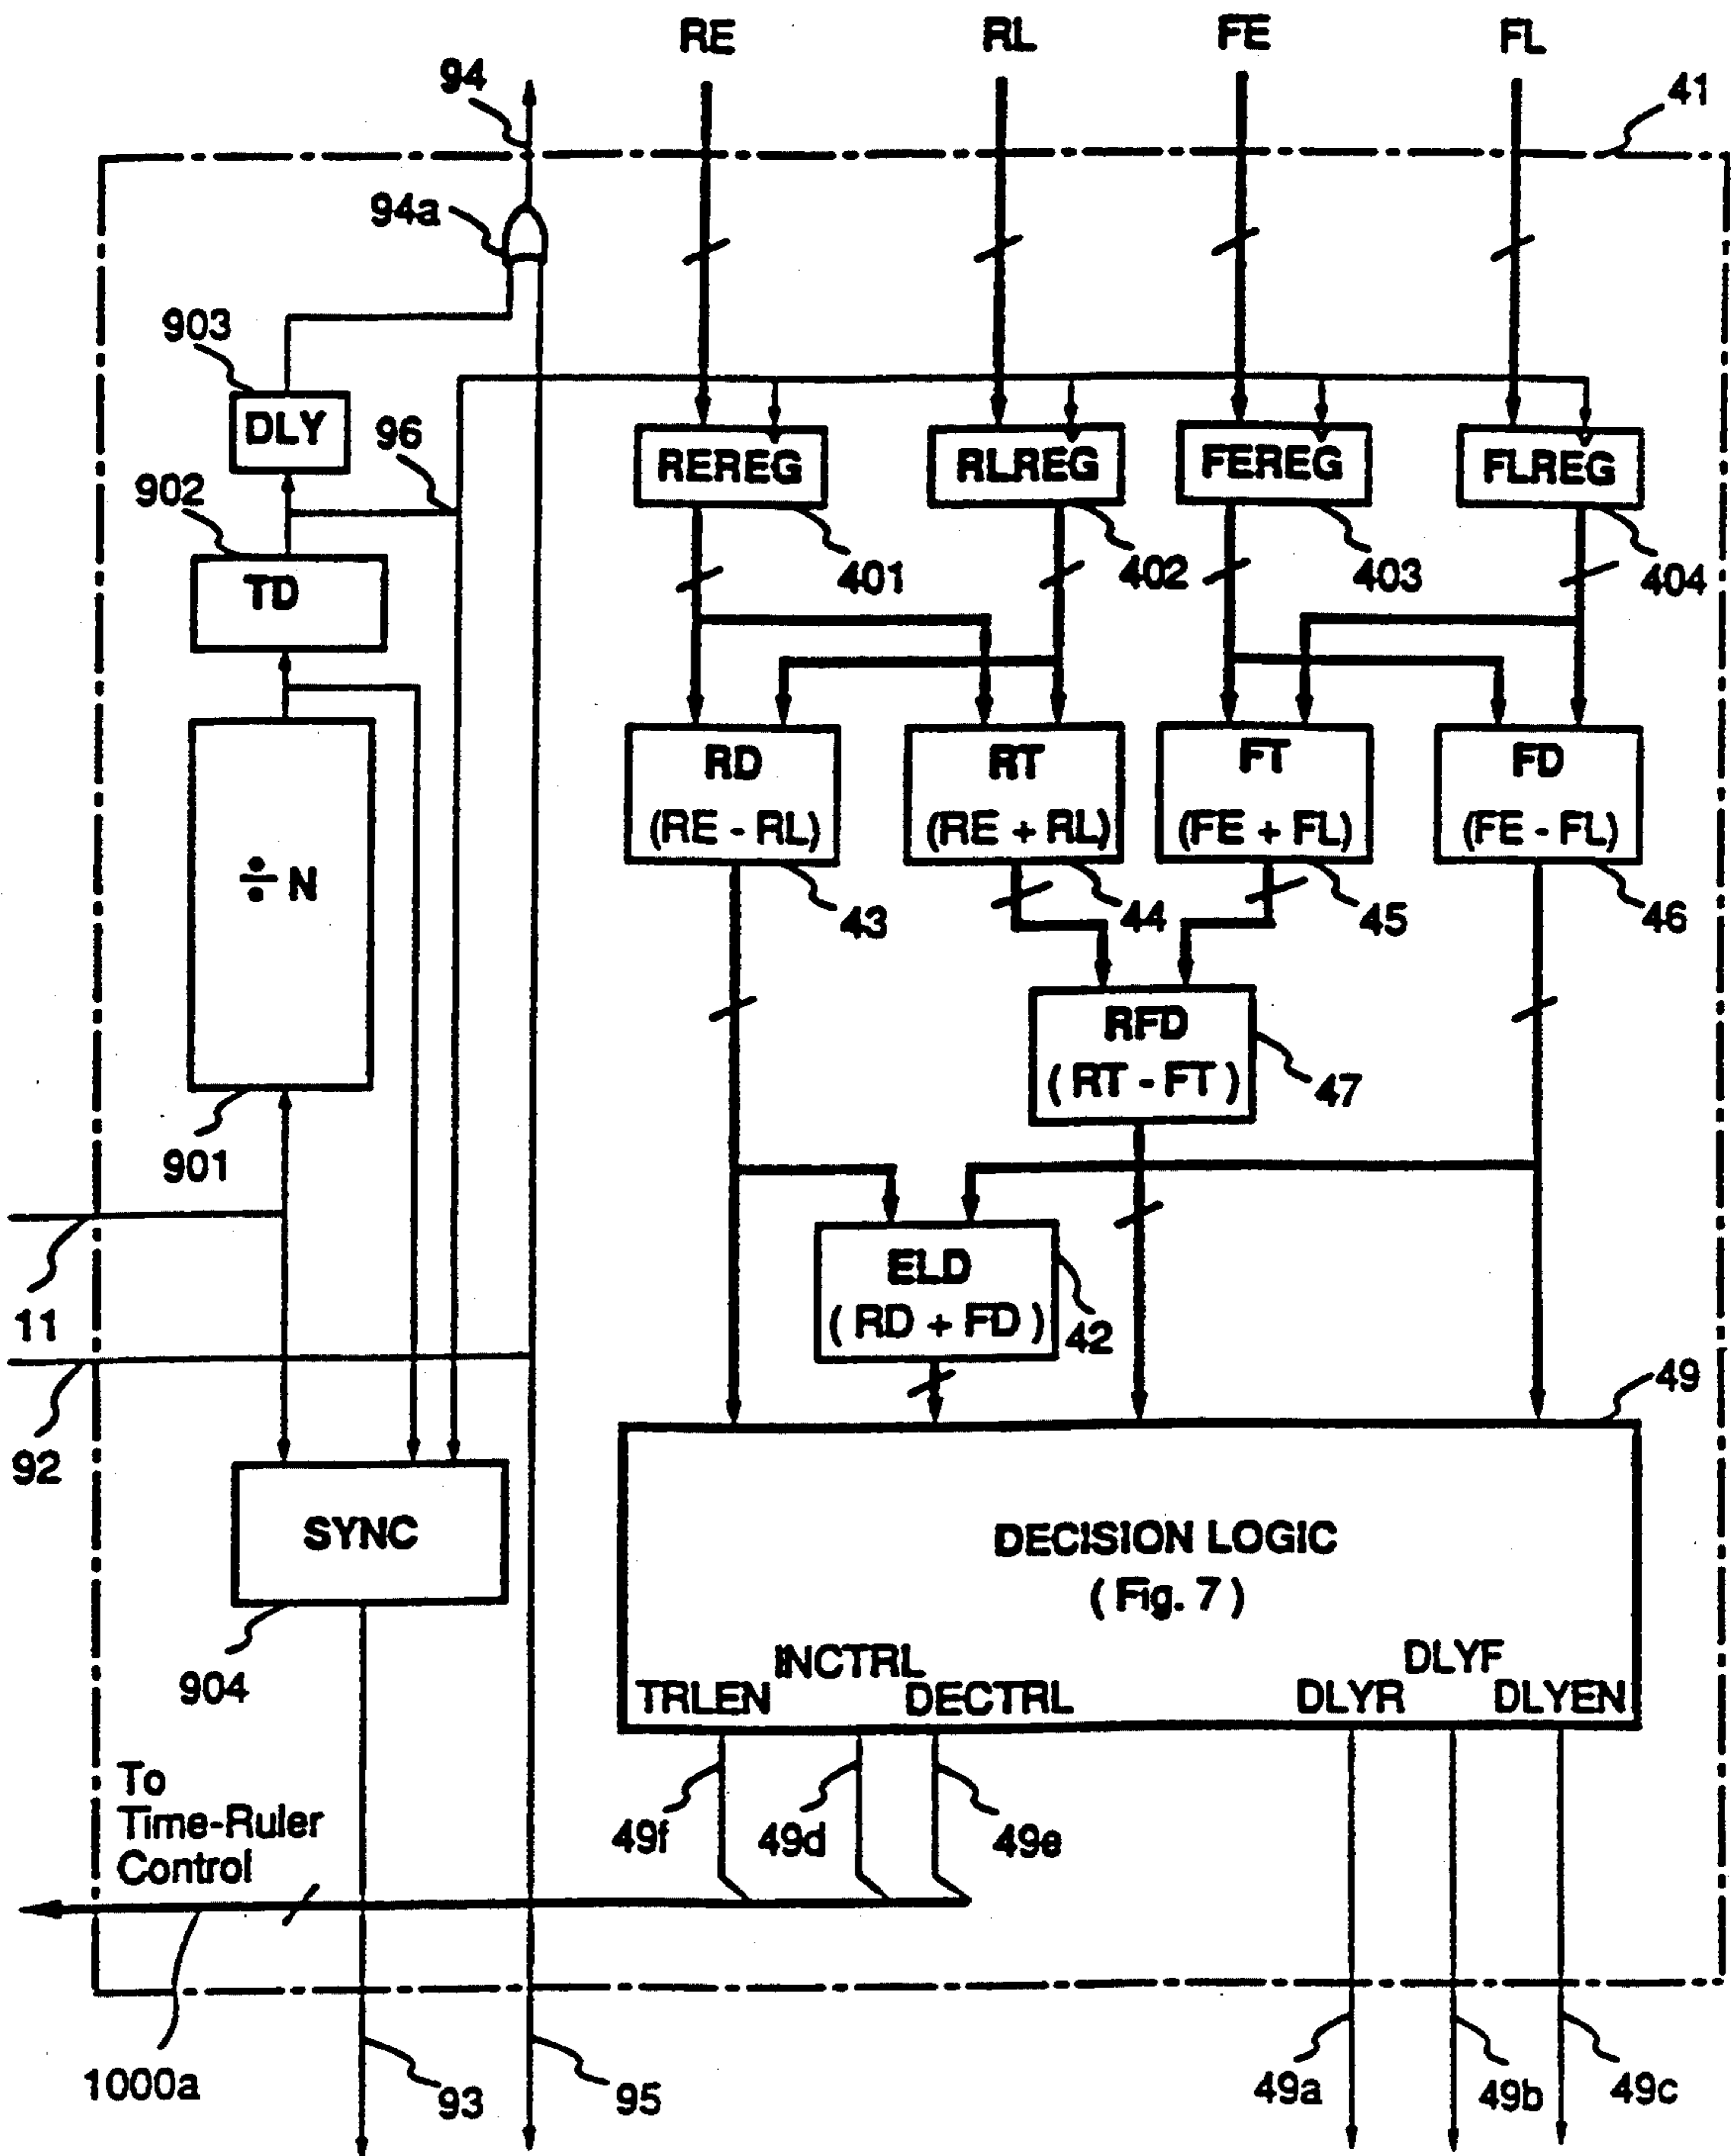 RE RL FE FL
94
41
94a
903
DLY
96
REREG RLREG FEREG FLREG
902
401 402 403 404
TD
RD RT FT FD
(RE - RL) (RE + RL) (FE + FL) (FE - FL)
÷ N
43 44 45 46
RFD
( RT - FT )
47
901
ELD
( RD + FD )
42
11
49
92
SYNC
DECISION LOGIC
( Fig. 7 )
904
TRLEN INCTRL DECTRL DLYR DLYF DLYEN
To
Time-Ruler
Control
49f 49d 49e
1000a 93 95 49a 49b 49c